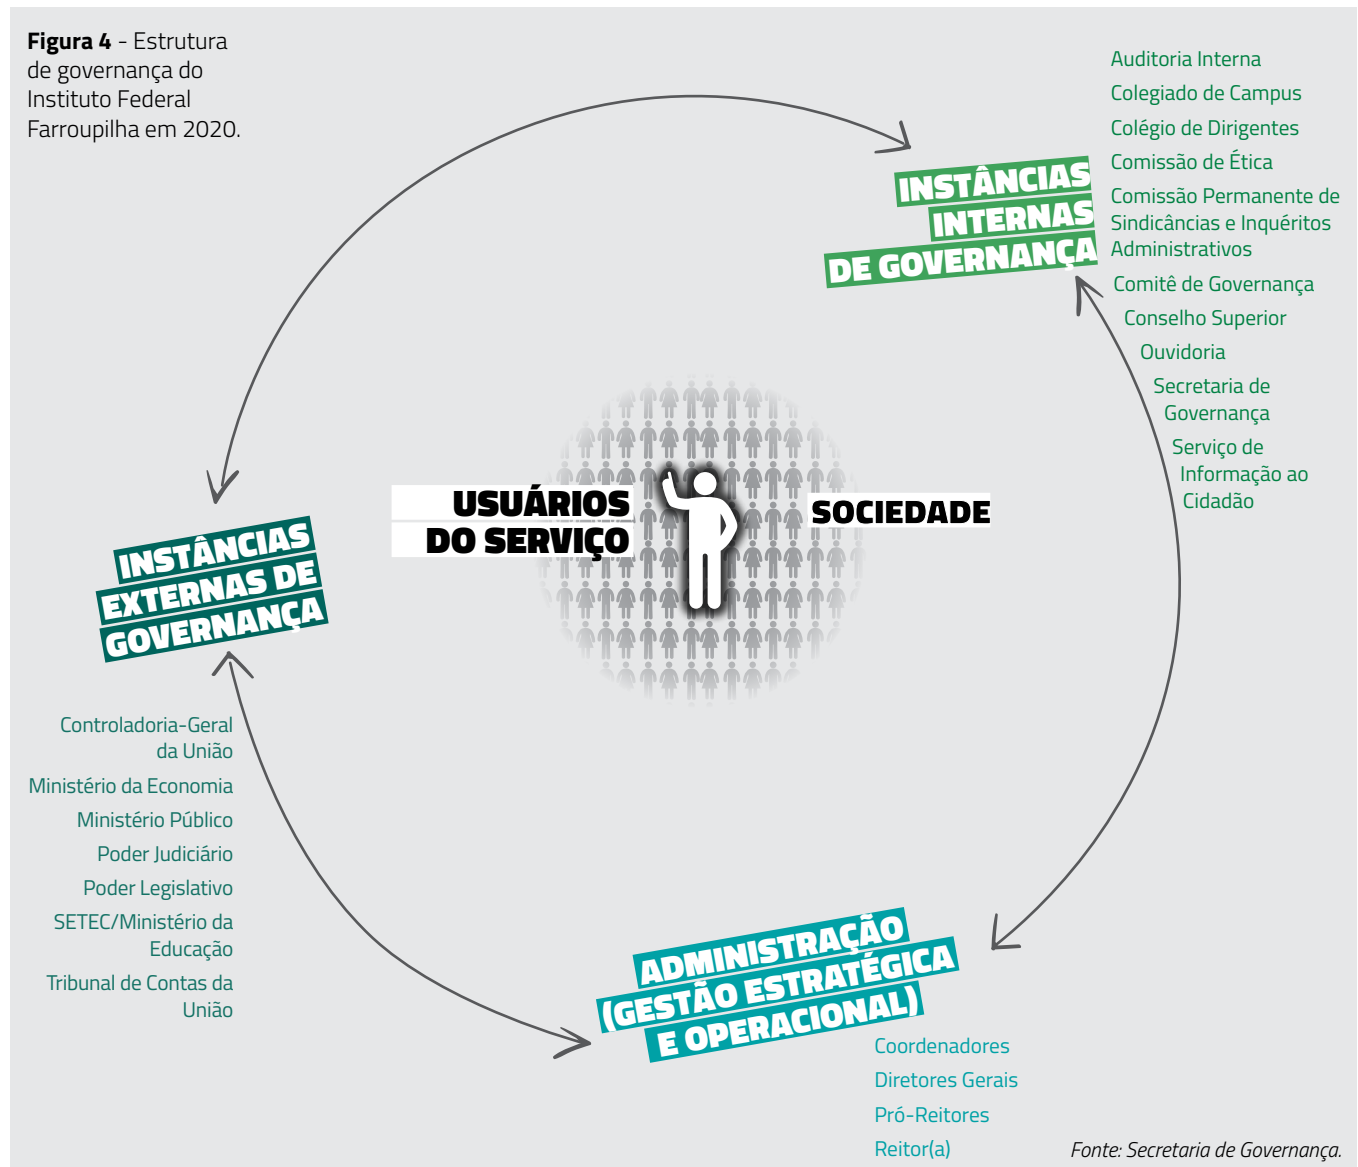 Figura 4 - Estrutura
de governança do
Instituto Federal
Farroupilha em 2020.
INSTÂNCIAS
INTERNAS
DE GOVERNANÇA
Auditoria Interna
Colegiado de Campus
Colégio de Dirigentes
Comissão de Ética
Comissão Permanente de
Sindicâncias e Inquéritos
Administrativos
Comitê de Governança
Conselho Superior
Ouvidoria
Secretaria de
Governança
Serviço de
Informação ao
Cidadão
USUÁRIOS
DO SERVIÇO
SOCIEDADE
INSTÂNCIAS
EXTERNAS DE
GOVERNANÇA
Controladoria-Geral
da União
Ministério da Economia
Ministério Público
Poder Judiciário
Poder Legislativo
SETEC/Ministério da
Educação
Tribunal de Contas da
União
ADMINISTRAÇÃO
(GESTÃO ESTRATÉGICA
E OPERACIONAL)
Coordenadores
Diretores Gerais
Pró-Reitores
Reitor(a)
Fonte: Secretaria de Governança.